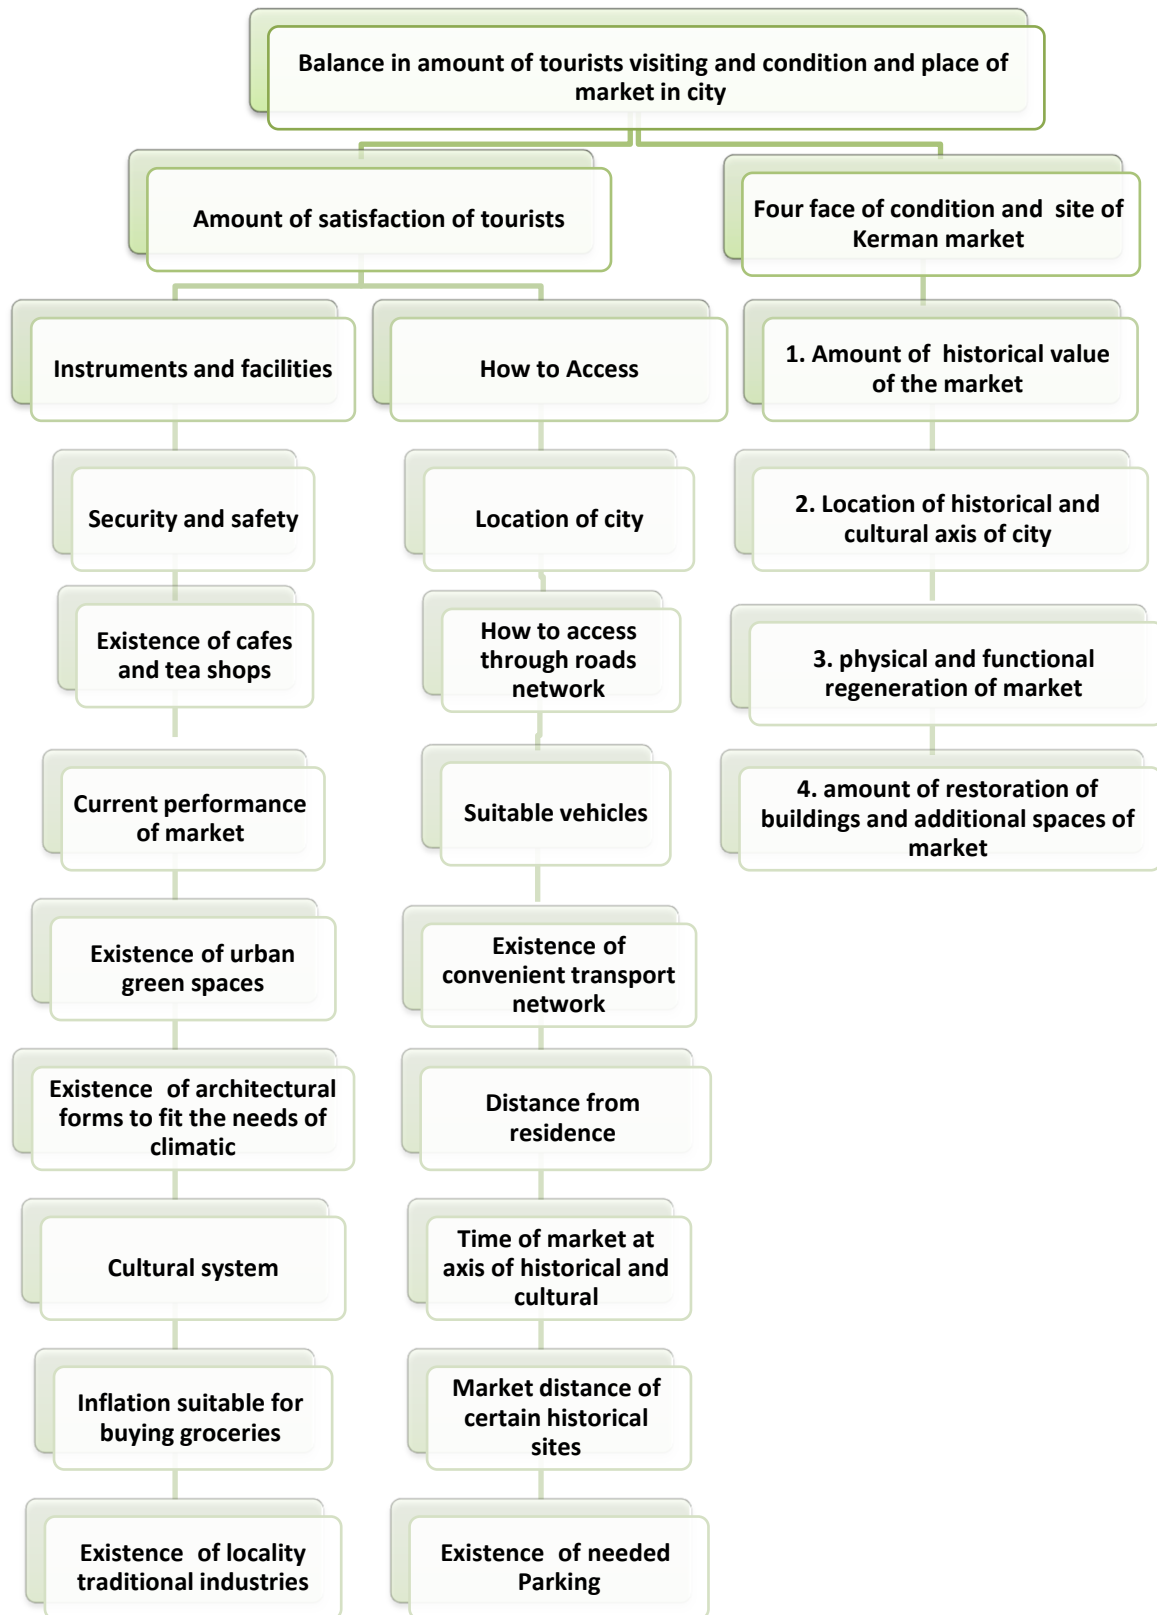 Balance in amount of tourists visiting and condition and place of
market in city
Amount of satisfaction of tourists
Four face of condition and site of
Kerman market
Instruments and facilities
How to Access
1. Amount of historical value
of the market
Security and safety
Location of city
2. Location of historical and
cultural axis of city
Existence of cafes
and tea shops
How to access
through roads
network
3. physical and functional
regeneration of market
Current performance
of market
Suitable vehicles
4. amount of restoration of
buildings and additional spaces of
market
Existence of urban
green spaces
Existence of
convenient transport
network
Existence of architectural
forms to fit the needs of
climatic
Distance from
residence
Cultural system
Time of market at
axis of historical and
cultural
Inflation suitable for
buying groceries
Market distance of
certain historical
sites
Existence of locality
traditional industries
Existence of needed
Parking